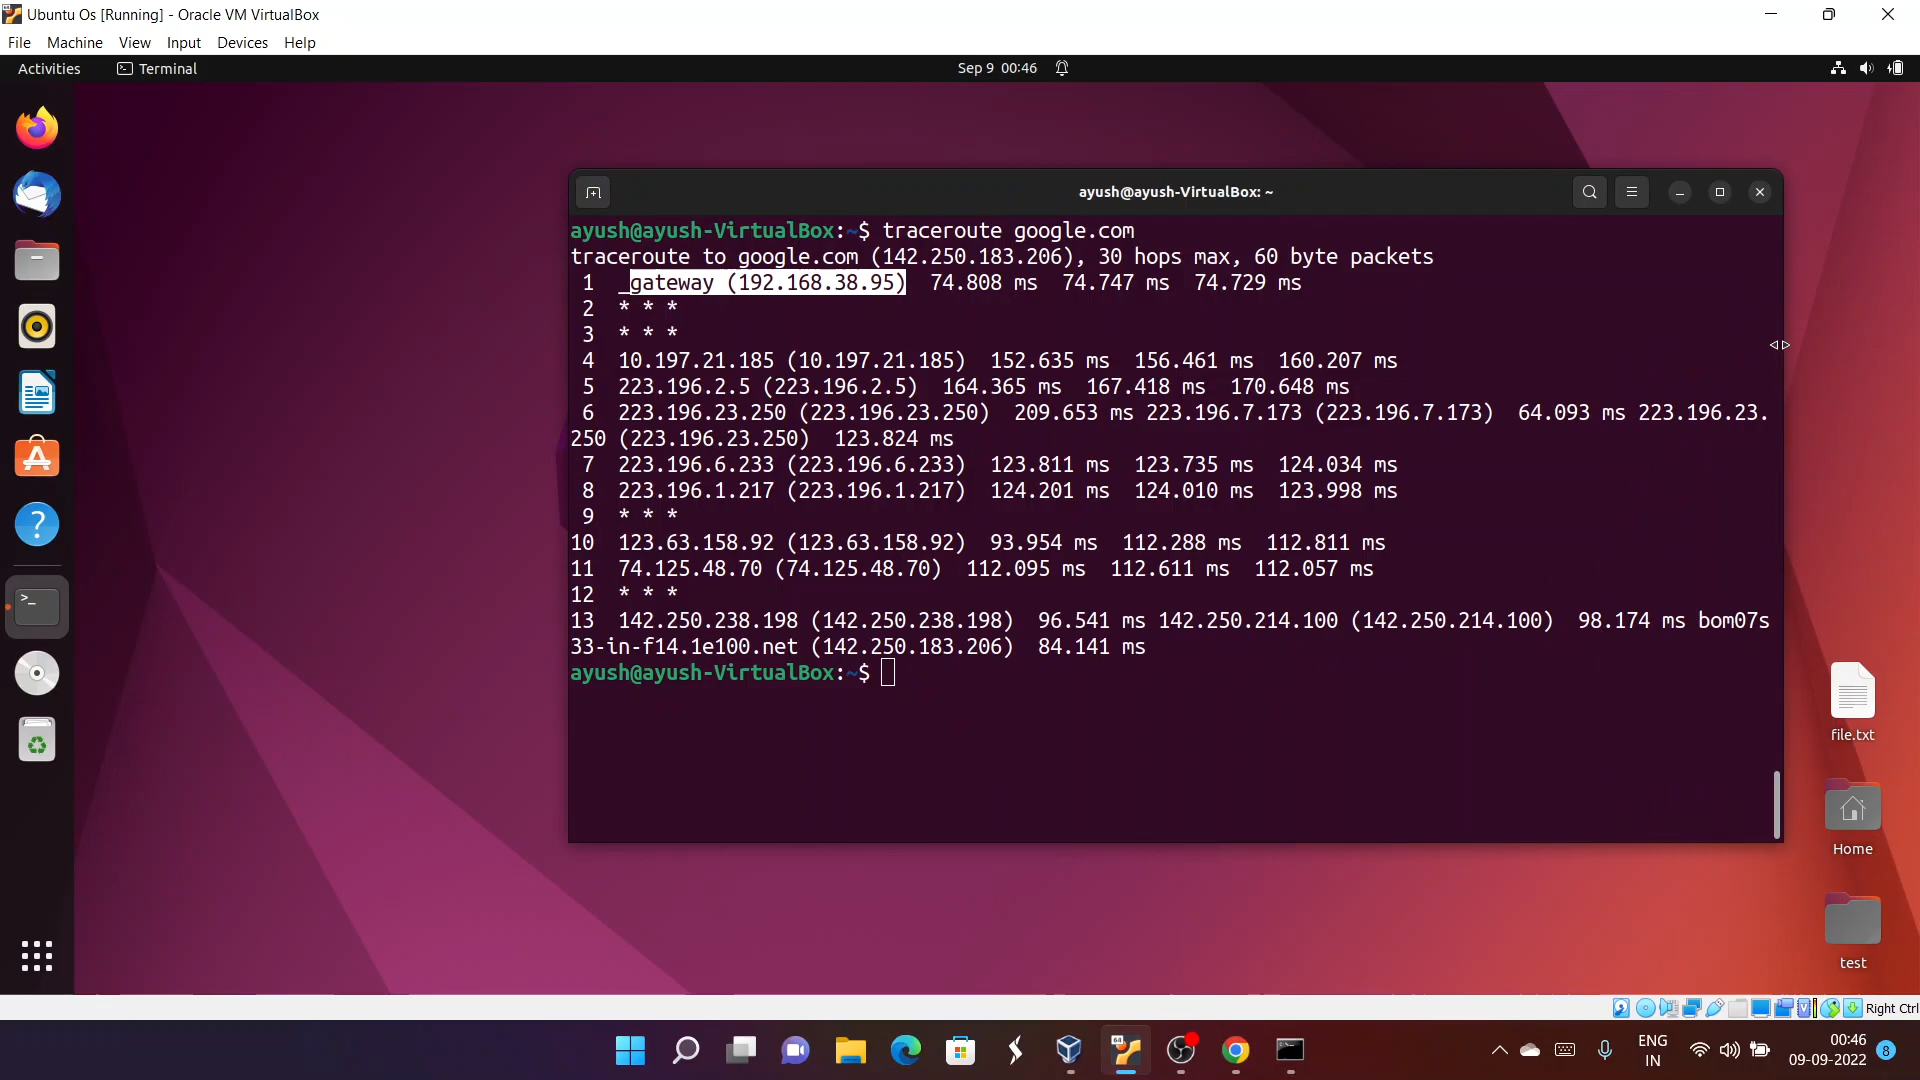 Ubuntu Os [Running] - Oracle VM VirtualBox
File Machine View Input Devices Help
Activities Terminal Sep 9 00:46
ayush@ayush-VirtualBox: ~
ayush@ayush-VirtualBox:~$ traceroute google.com
traceroute to google.com (142.250.183.206), 30 hops max, 60 byte packets
1 _gateway (192.168.38.95) 74.808 ms 74.747 ms 74.729 ms
2 * * *
3 * * *
4 10.197.21.185 (10.197.21.185) 152.635 ms 156.461 ms 160.207 ms
5 223.196.2.5 (223.196.2.5) 164.365 ms 167.418 ms 170.648 ms
6 223.196.23.250 (223.196.23.250) 209.653 ms 223.196.7.173 (223.196.7.173) 64.093 ms 223.196.23.
250 (223.196.23.250) 123.824 ms
7 223.196.6.233 (223.196.6.233) 123.811 ms 123.735 ms 124.034 ms
8 223.196.1.217 (223.196.1.217) 124.201 ms 124.010 ms 123.998 ms
9 * * *
10 123.63.158.92 (123.63.158.92) 93.954 ms 112.288 ms 112.811 ms
11 74.125.48.70 (74.125.48.70) 112.095 ms 112.611 ms 112.057 ms
12 * * *
13 142.250.238.198 (142.250.238.198) 96.541 ms 142.250.214.100 (142.250.214.100) 98.174 ms bom07s
33-in-f14.1e100.net (142.250.183.206) 84.141 ms
ayush@ayush-VirtualBox:~$
file.txt
Home
test
Right Ctrl
64
ENG
IN
00:46
09-09-2022
8